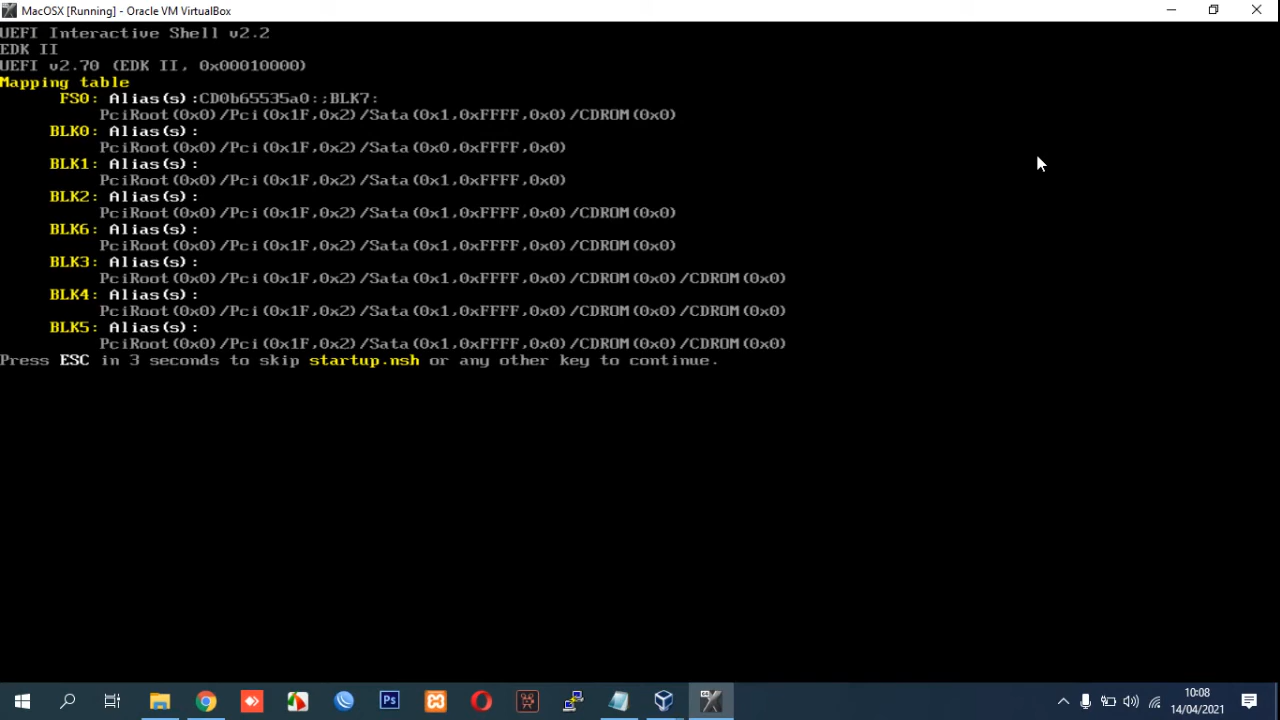 MacOSX [Running] - Oracle VM VirtualBox
UEFI Interactive Shell v2.2
EDK II
UEFI v2.70 (EDK II, 0x00010000)
Mapping table
FS0: Alias(s):CD0b65535a0:;BLK7:
PciRoot(0x0)/Pci(0x1F,0x2)/Sata(0x1,0xFFFF,0x0)/CDROM(0x0)
BLK0: Alias(s):
PciRoot(0x0)/Pci(0x1F,0x2)/Sata(0x0,0xFFFF,0x0)
BLK1: Alias(s):
PciRoot(0x0)/Pci(0x1F,0x2)/Sata(0x1,0xFFFF,0x0)
BLK2: Alias(s):
PciRoot(0x0)/Pci(0x1F,0x2)/Sata(0x1,0xFFFF,0x0)/CDROM(0x0)
BLK6: Alias(s):
PciRoot(0x0)/Pci(0x1F,0x2)/Sata(0x1,0xFFFF,0x0)/CDROM(0x0)
BLK3: Alias(s):
PciRoot(0x0)/Pci(0x1F,0x2)/Sata(0x1,0xFFFF,0x0)/CDROM(0x0)/CDROM(0x0)
BLK4: Alias(s):
PciRoot(0x0)/Pci(0x1F,0x2)/Sata(0x1,0xFFFF,0x0)/CDROM(0x0)/CDROM(0x0)
BLK5: Alias(s):
PciRoot(0x0)/Pci(0x1F,0x2)/Sata(0x1,0xFFFF,0x0)/CDROM(0x0)/CDROM(0x0)
Press ESC in 3 seconds to skip startup.nsh or any other key to continue.
Ps
10:08
14/04/2021